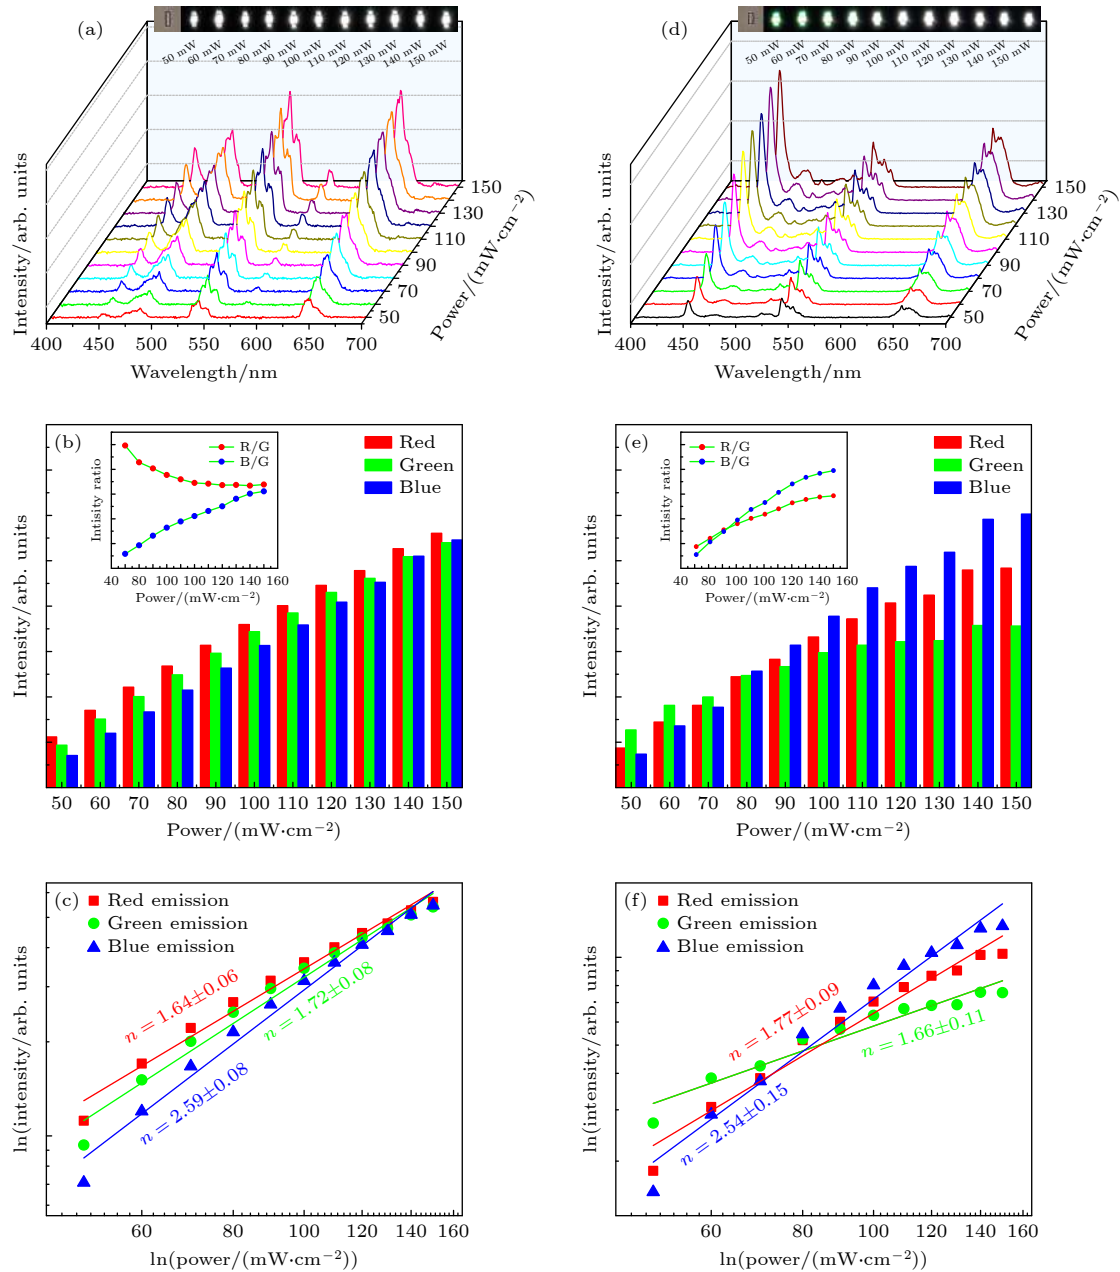 (a)
50 mW
60 mW
70 mW
80 mW
90 mW
100 mW
110 mW
120 mW
130 mW
140 mW
150 mW
Intensity/arb. units
400 450 500 550 600 650 700
Wavelength/nm
50
70
90
110
130
150
Power/(mW·cm−2)
(d)
50 mW
60 mW
70 mW
80 mW
90 mW
100 mW
110 mW
120 mW
130 mW
140 mW
150 mW
Intensity/arb. units
400 450 500 550 600 650 700
Wavelength/nm
50
70
90
110
130
150
Power/(mW·cm−2)
(b)
R/G
B/G
Intisity ratio
40 60 80 100 120 140 160
Power/(mW·cm−2)
Red
Green
Blue
Intensity/arb. units
50 60 70 80 90 100 110 120 130 140 150
Power/(mW·cm−2)
(e)
R/G
B/G
Intisity ratio
40 60 80 100 120 140 160
Power/(mW·cm−2)
Red
Green
Blue
Intensity/arb. units
50 60 70 80 90 100 110 120 130 140 150
Power/(mW·cm−2)
(c)
Red emission
Green emission
Blue emission
n = 1.64±0.06
n = 1.72±0.08
n = 2.59±0.08
ln(intensity/arb. units)
60 80 100 120 140 160
ln(power/(mW·cm−2))
(f)
Red emission
Green emission
Blue emission
n = 1.77±0.09
n = 1.66±0.11
n = 2.54±0.15
ln(intensity/arb. units)
60 80 100 120 140 160
ln(power/(mW·cm−2))